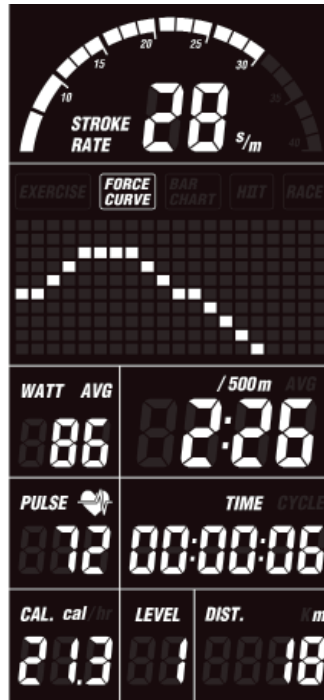 10 15 20 25 30 35 40
STROKE RATE 28 s/m
EXERCISE FORCE CURVE BAR CHART HIIT RACE
WATT AVG
86
/500m AVG
2:26
PULSE
72
TIME CYCLE
00:00:06
CAL. cal/hr
21.3
LEVEL
1
DIST. Km
18